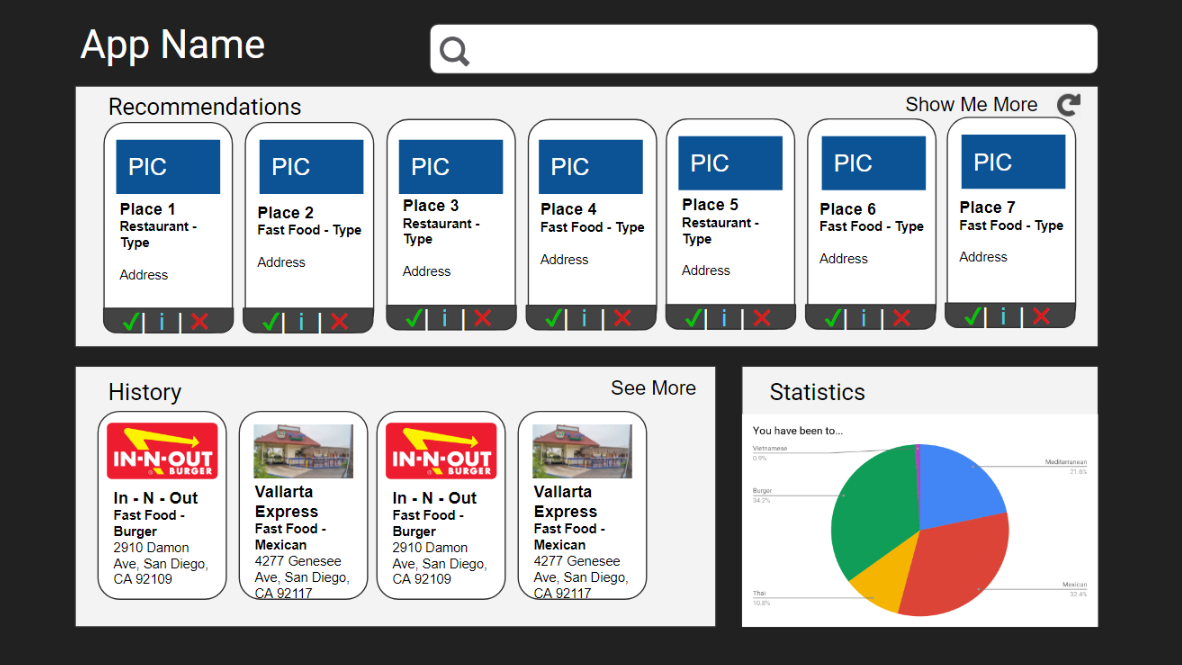 App Name
Recommendations
Show Me More
PIC
Place 1
Restaurant -
Type
Address
PIC
Place 2
Fast Food - Type
Address
PIC
Place 3
Restaurant -
Type
Address
PIC
Place 4
Fast Food - Type
Address
PIC
Place 5
Restaurant -
Type
Address
PIC
Place 6
Fast Food - Type
Address
PIC
Place 7
Fast Food - Type
Address
i
i
i
i
i
i
i
History
See More
IN-N-OUT
BURGER
In - N - Out
Fast Food -
Burger
2910 Damon
Ave, San Diego,
CA 92109
Vallarta
Express
Fast Food -
Mexican
4277 Genesee
Ave, San Diego,
CA 92117
IN-N-OUT
BURGER
In - N - Out
Fast Food -
Burger
2910 Damon
Ave, San Diego,
CA 92109
Vallarta
Express
Fast Food -
Mexican
4277 Genesee
Ave, San Diego,
CA 92117
Statistics
You have been to...
Vietnamese
0.9%
Mediterranean
21.6%
Burger
34.2%
Mexican
32.4%
Thai
10.8%